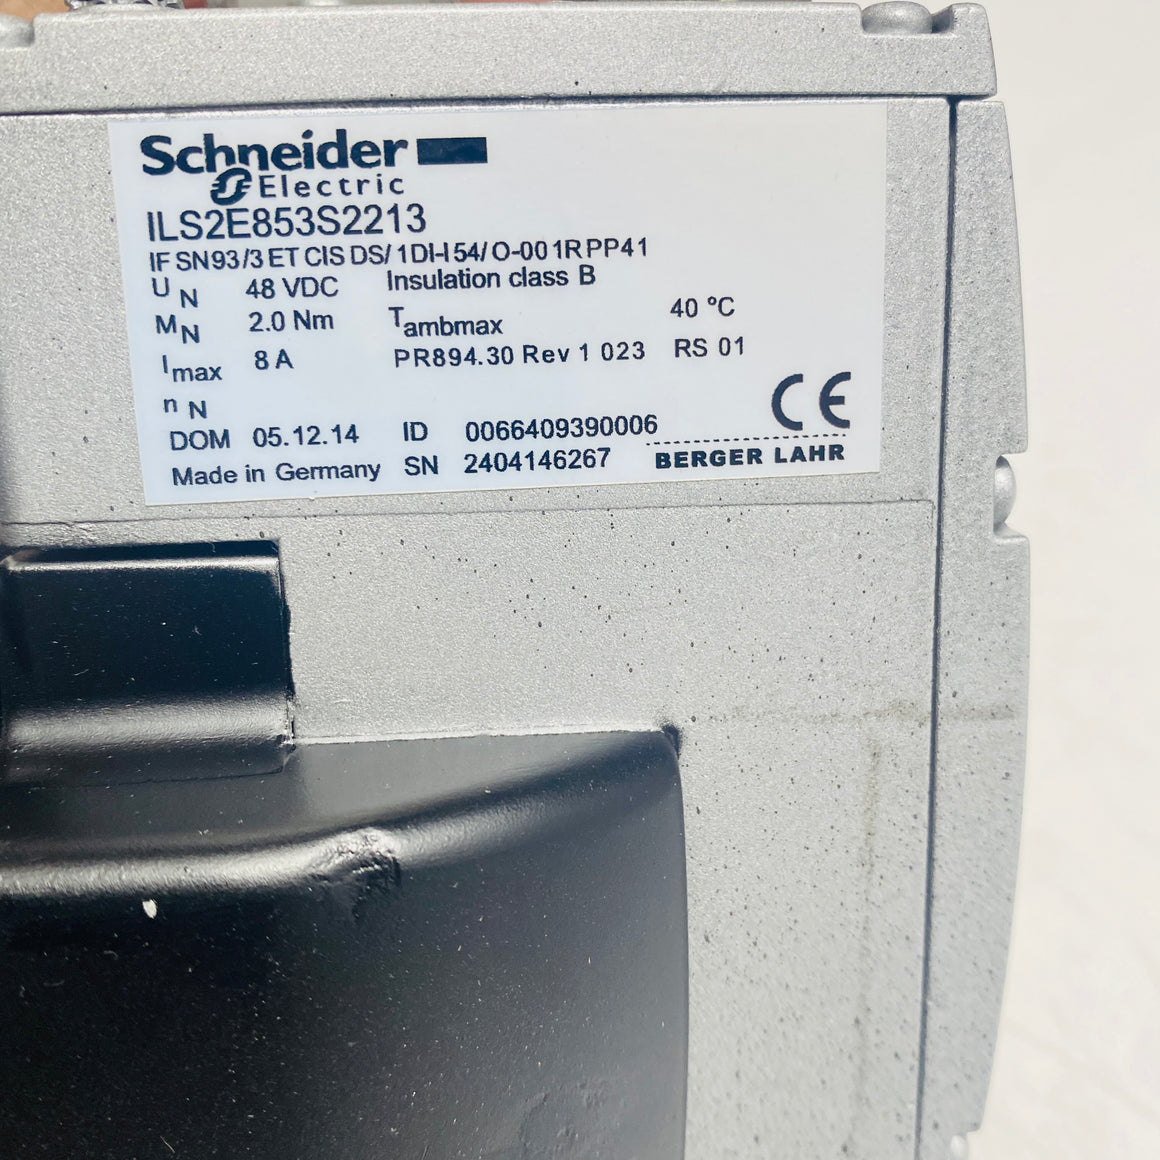 Schneider
Electric
ILS2E853S2213
IF SN93/3 ET CIS DS/ 1DI-I 54/ O-00 1R PP41
U N 48 VDC Insulation class B
M N 2.0 Nm Tambmax 40 °C
I max 8 A PR894.30 Rev 1 023 RS 01
n N
CE
DOM 05.12.14 ID 0066409390006
Made in Germany SN 2404146267 BERGER LAHR